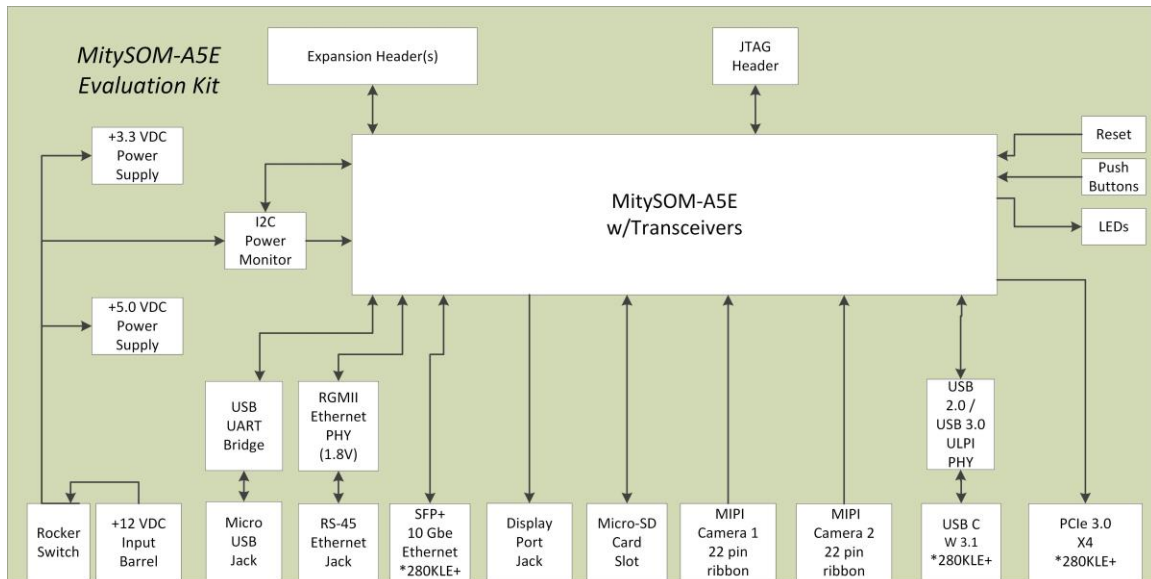 MitySOM-A5E
Evaluation Kit
Expansion Header(s)
JTAG
Header
+3.3 VDC
Power
Supply
Reset
Push
Buttons
LEDs
MitySOM-A5E
w/Transceivers
I2C
Power
Monitor
+5.0 VDC
Power
Supply
USB
UART
Bridge
RGMII
Ethernet
PHY
(1.8V)
USB
2.0 /
USB 3.0
ULPI
PHY
Rocker
Switch
+12 VDC
Input
Barrel
Micro
USB
Jack
RS-45
Ethernet
Jack
SFP+
10 Gbe
Ethernet
*280KLE+
Display
Port
Jack
Micro-SD
Card
Slot
MIPI
Camera 1
22 pin
ribbon
MIPI
Camera 2
22 pin
ribbon
USB C
W 3.1
*280KLE+
PCIe 3.0
X4
*280KLE+